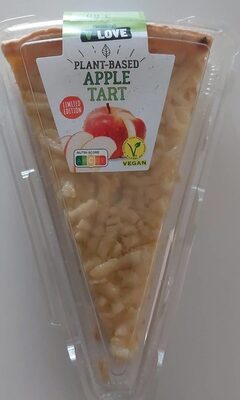 LOVE
PLANT-BASED
APPLE
TART
LIMITED
EDITION
NUTRI-SCORE
VEGAN